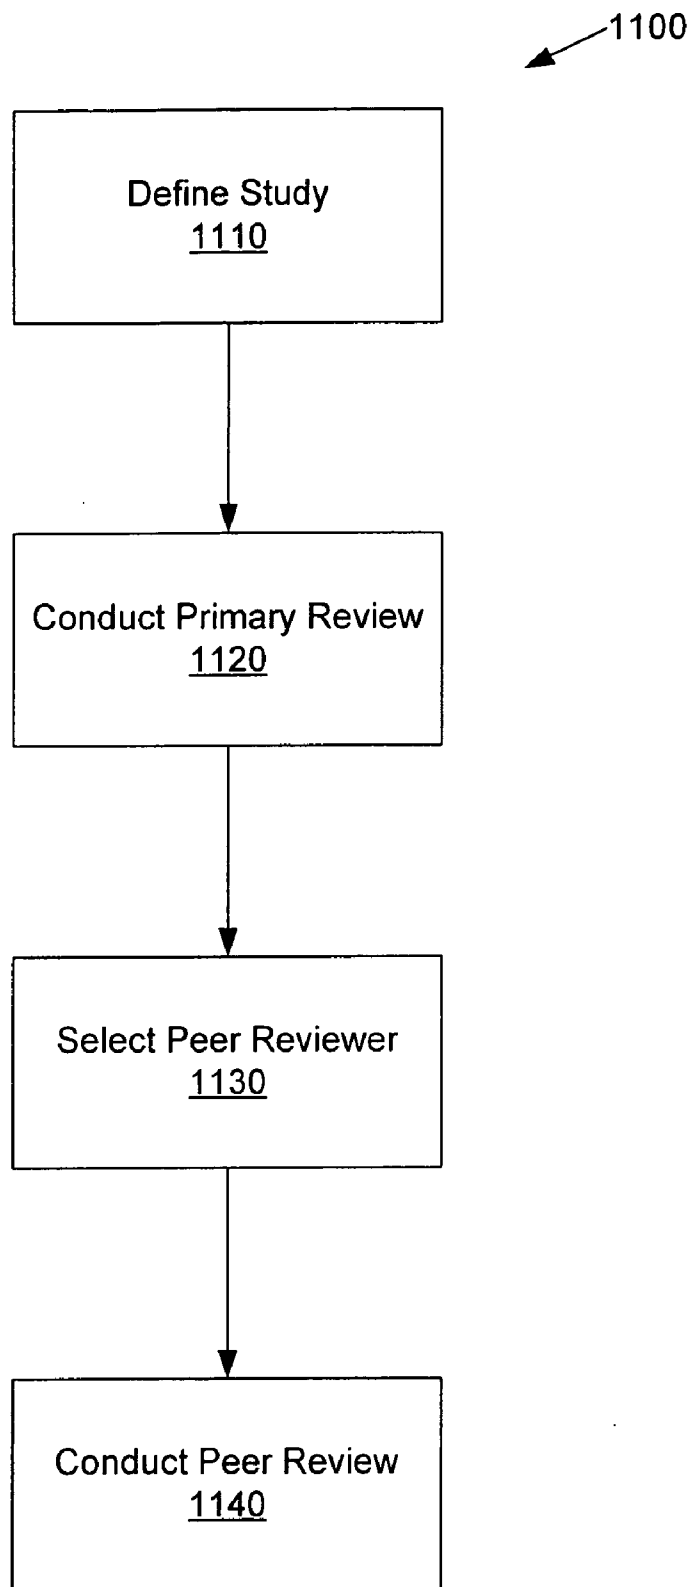 1100
Define Study
1110
Conduct Primary Review
1120
Select Peer Reviewer
1130
Conduct Peer Review
1140